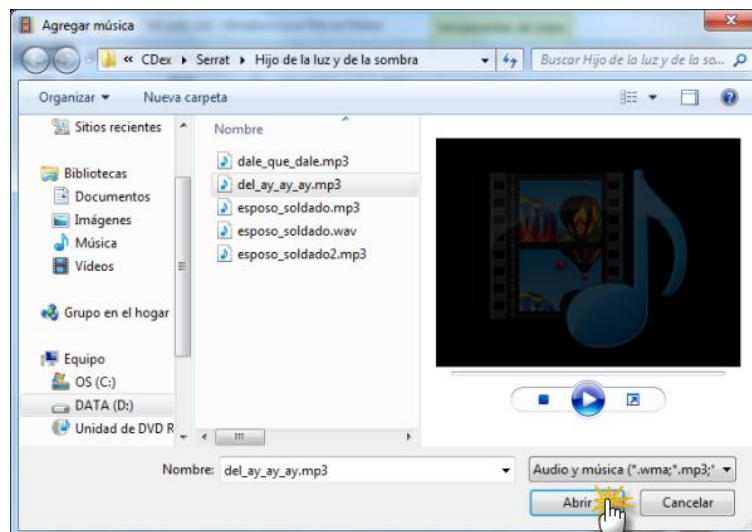 Agregar música
« CDex ▸ Serrat ▸ Hijo de la luz y de la sombra
Buscar Hijo de la luz y de la so...
Organizar
Nueva carpeta
Sitios recientes
Bibliotecas
Documentos
Imágenes
Música
Vídeos
Grupo en el hogar
Equipo
OS (C:)
DATA (D:)
Unidad de DVD R
Nombre
dale_que_dale.mp3
del_ay_ay_ay.mp3
esposo_soldado.mp3
esposo_soldado.wav
esposo_soldado2.mp3
Nombre: del_ay_ay_ay.mp3
Audio y música (*.wma;*.mp3;*
Abrir
Cancelar